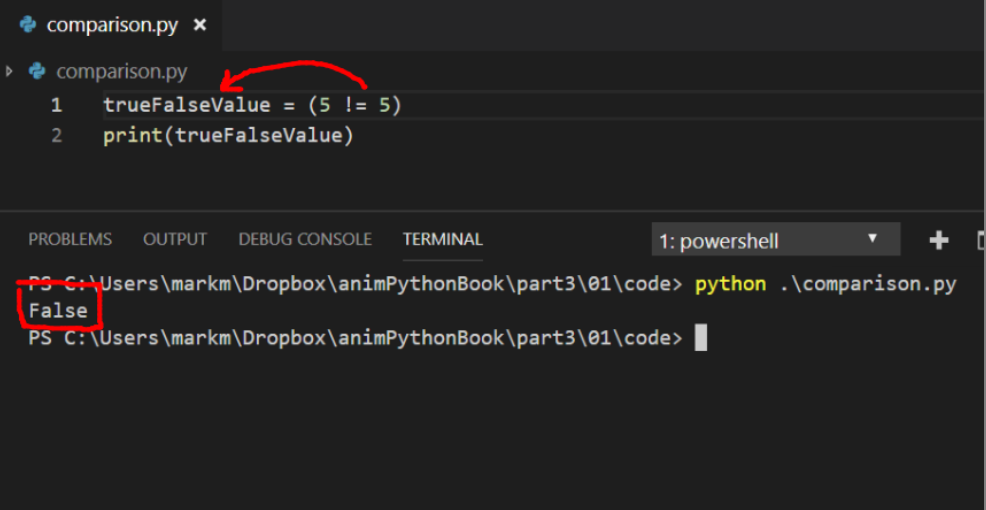 comparison.py ×
comparison.py
1 trueFalseValue = (5 != 5)
2 print(trueFalseValue)
PROBLEMS OUTPUT DEBUG CONSOLE TERMINAL 1: powershell
PS C:\Users\markm\Dropbox\animPythonBook\part3\01\code> python .\comparison.py
False
PS C:\Users\markm\Dropbox\animPythonBook\part3\01\code>